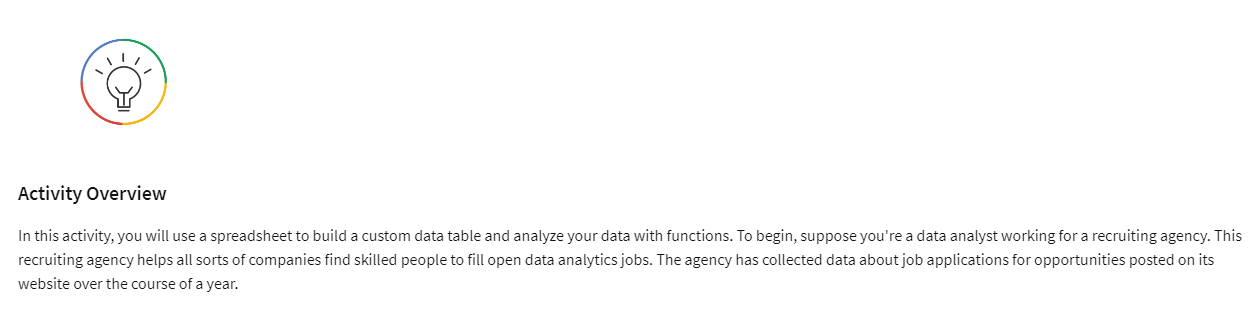 Activity Overview
In this activity, you will use a spreadsheet to build a custom data table and analyze your data with functions. To begin, suppose you're a data analyst working for a recruiting agency. This
recruiting agency helps all sorts of companies find skilled people to fill open data analytics jobs. The agency has collected data about job applications for opportunities posted on its
website over the course of a year.